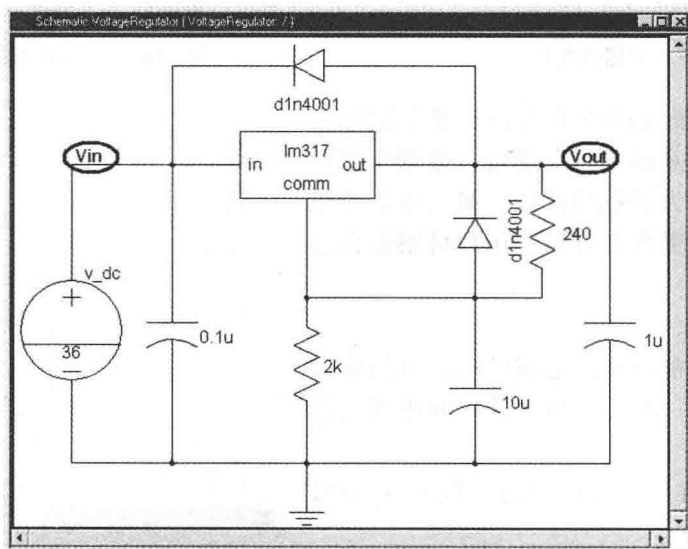 Schematic VoltageRegulator ( VoltageRegulator: / )
d1n4001
Vin
in
lm317
out
comm
Vout
d1n4001
240
v_dc
+
36
0.1u
2k
10u
1u